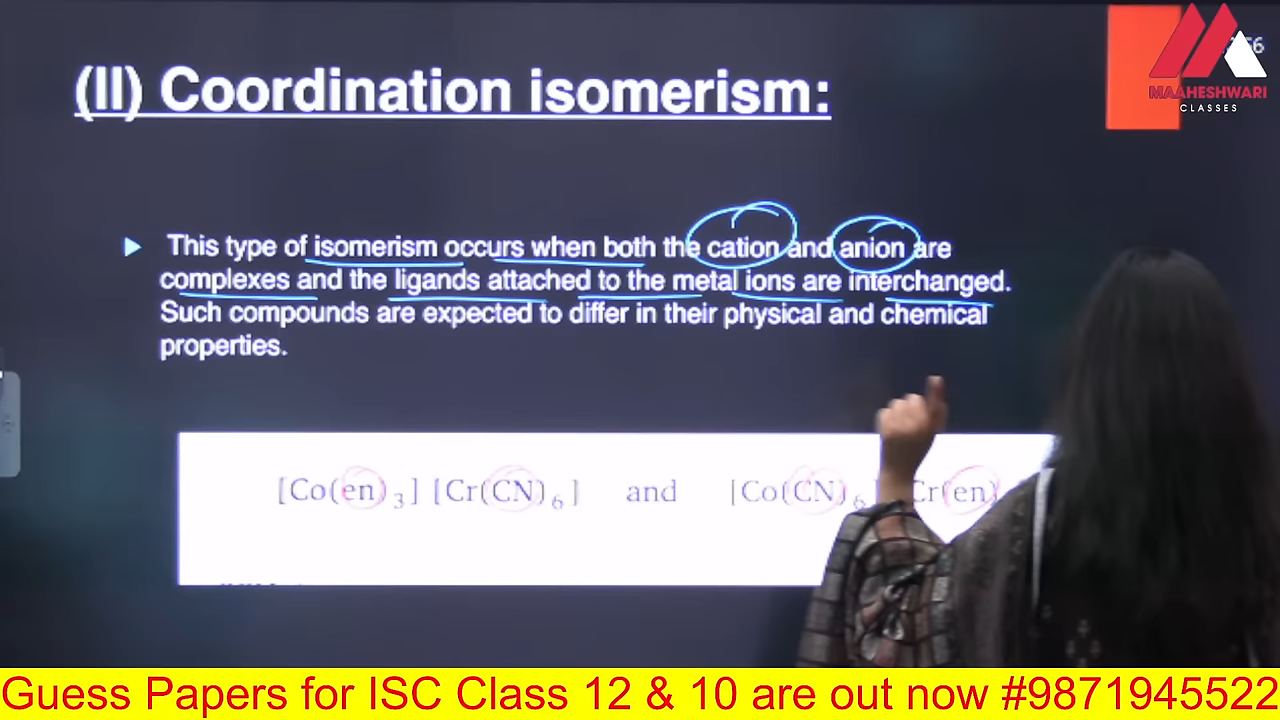 (II) Coordination isomerism:
56
MAAHESHWARI
CLASSES
This type of isomerism occurs when both the cation and anion are
complexes and the ligands attached to the metal ions are interchanged.
Such compounds are expected to differ in their physical and chemical
properties.
[Co(en)₃] [Cr(CN)₆] and [Co(CN)₆] Cr(en)
Guess Papers for ISC Class 12 & 10 are out now #9871945522